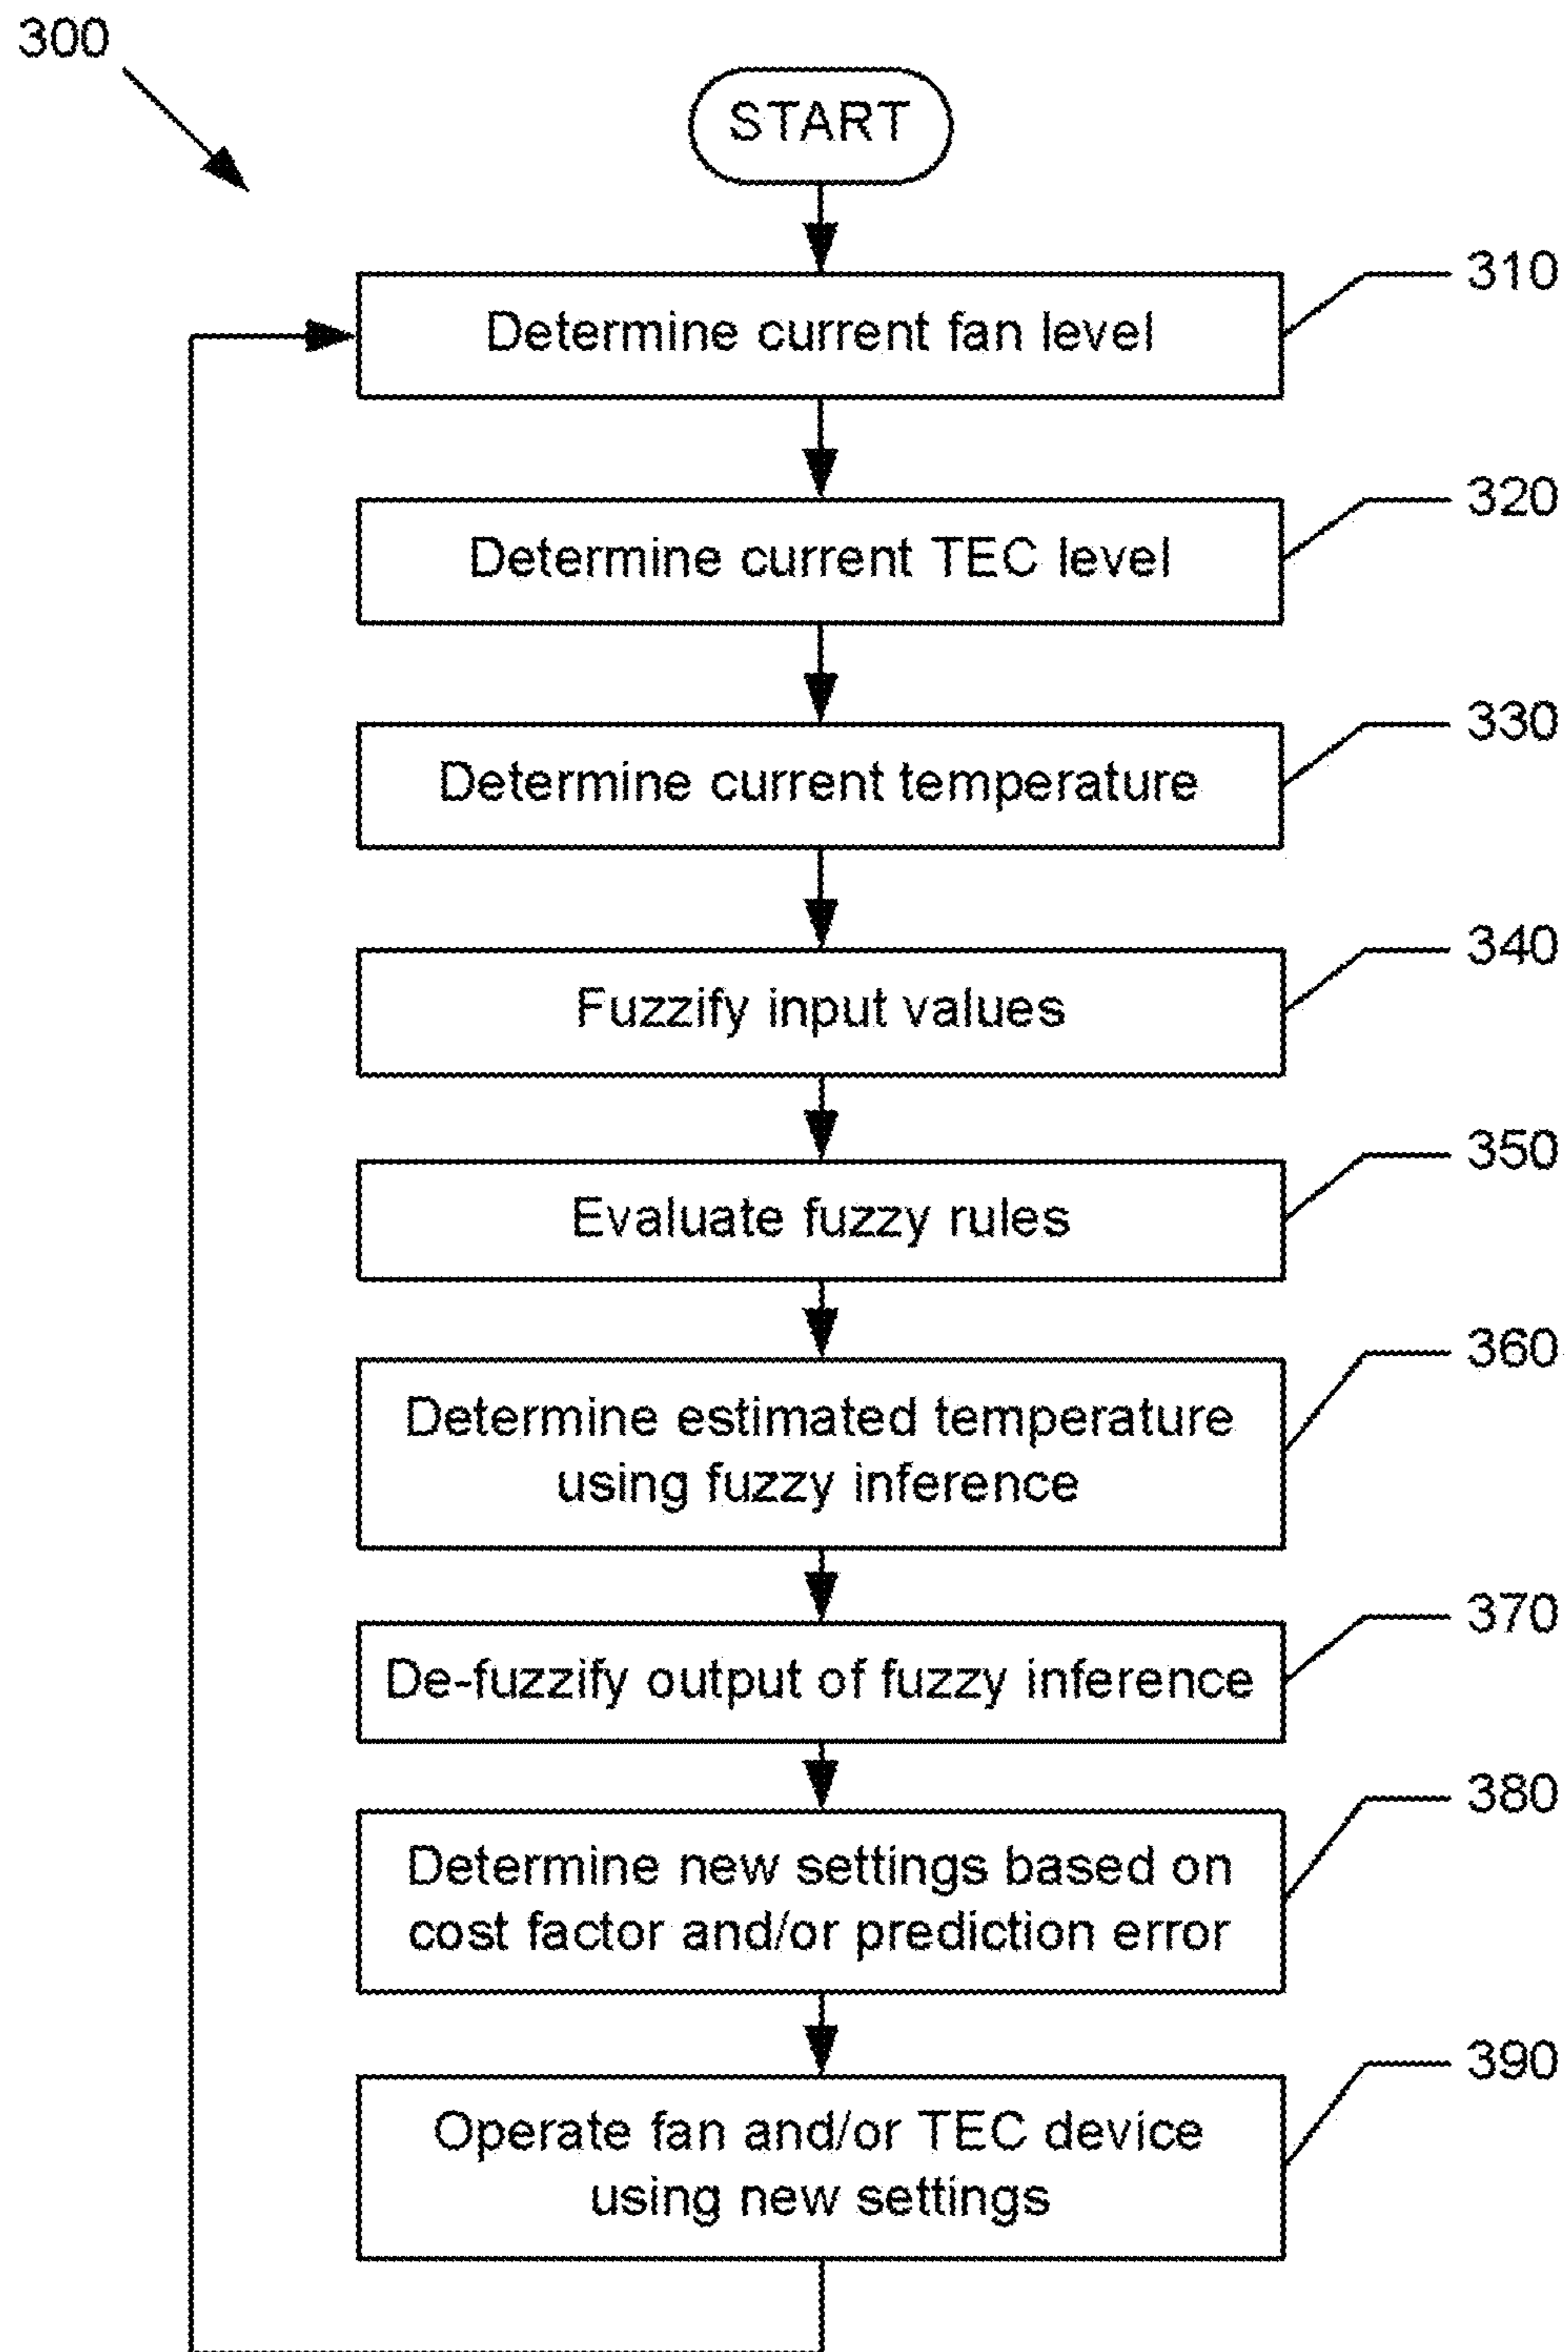 300
START
Determine current fan level
310
Determine current TEC level
320
Determine current temperature
330
Fuzzify input values
340
Evaluate fuzzy rules
350
Determine estimated temperature
using fuzzy inference
360
De-fuzzify output of fuzzy inference
370
Determine new settings based on
cost factor and/or prediction error
380
Operate fan and/or TEC device
using new settings
390